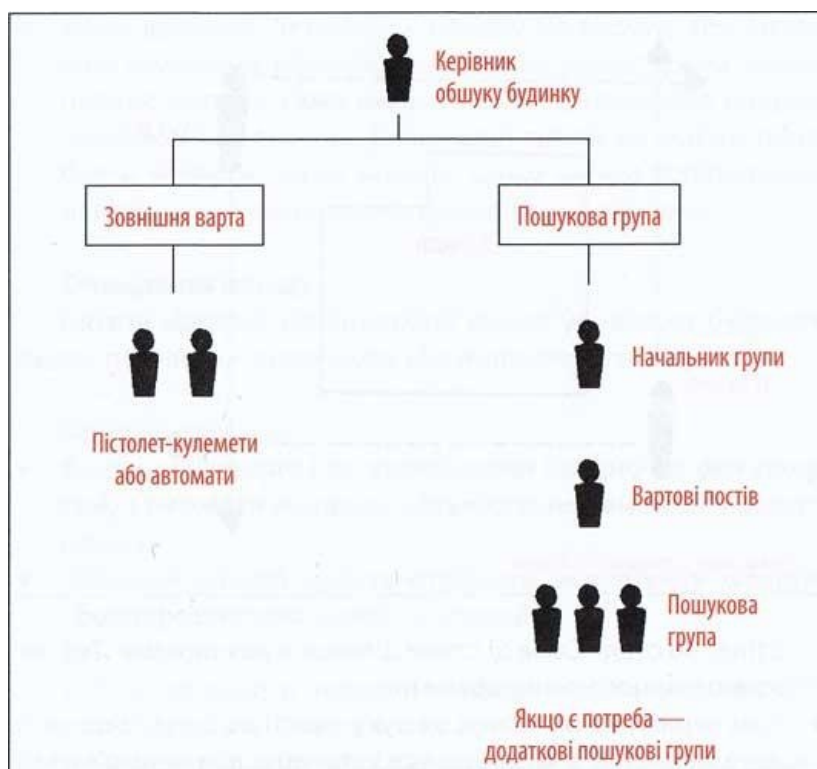 Керівник
обшуку будинку
Зовнішня варта
Пошукова група
Начальник групи
Пістолет-кулемети
або автомати
Вартові постів
Пошукова
група
Якщо є потреба —
додаткові пошукові групи